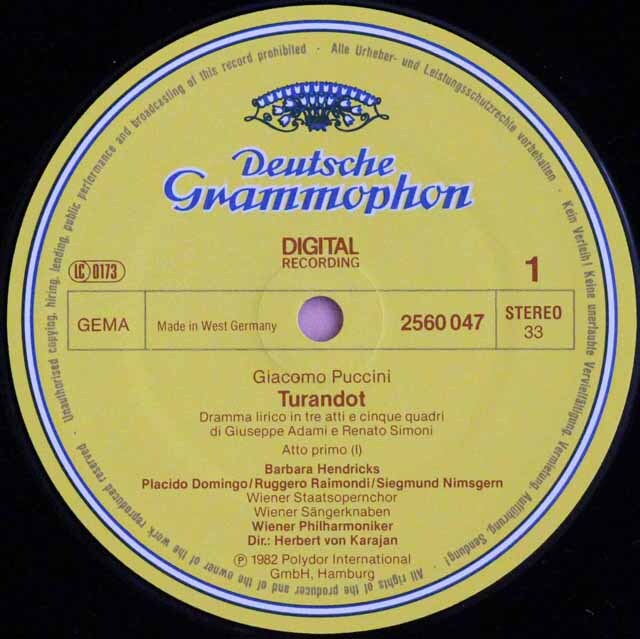 Unauthorised copying, hiring, lending, public performance and broadcasting of this record prohibited · Alle Urheber- und Leistungsschutzrechte vorbehalten · Kein Verleih! Keine unerlaubte Vervielfältigung, Vermietung, Aufführung, Sendung!
Deutsche
Grammophon
DIGITAL
RECORDING
LC 0173
1
GEMA
Made in West Germany
2560 047
STEREO
33
Giacomo Puccini
Turandot
Dramma lirico in tre atti e cinque quadri
di Giuseppe Adami e Renato Simoni
Atto primo (I)
Barbara Hendricks
Placido Domingo/Ruggero Raimondi/Siegmund Nimsgern
Wiener Staatsopernchor
Wiener Sängerknaben
Wiener Philharmoniker
Dir.: Herbert von Karajan
℗ 1982 Polydor International
GmbH, Hamburg
All rights of the producer and of the owner of the work reproduced reserved ·